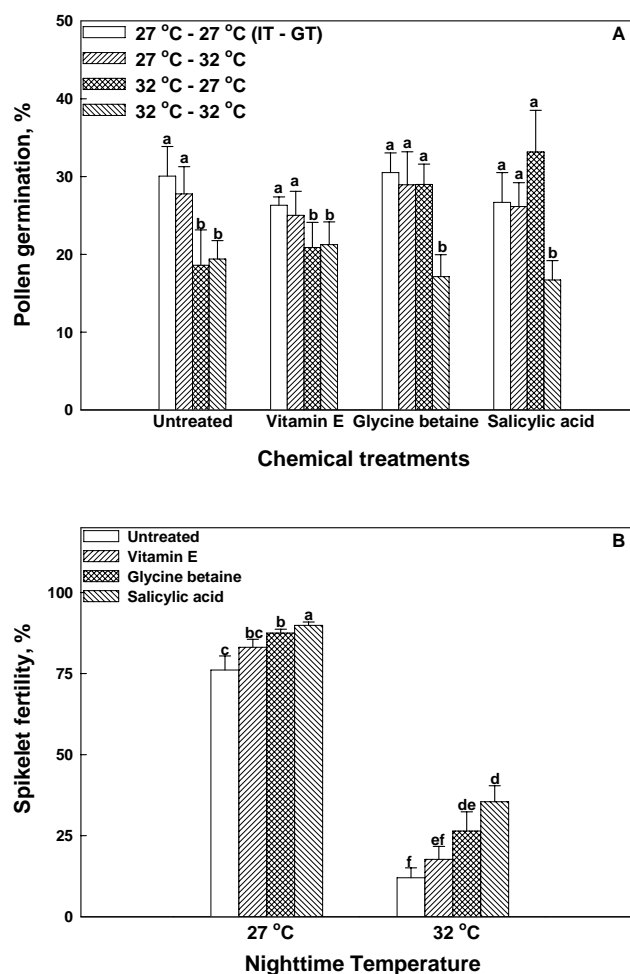 60
A
27 °C - 27 °C (IT - GT)
27 °C - 32 °C
32 °C - 27 °C
32 °C - 32 °C
50
40
30
20
10
0
Pollen germination, %
a a b b
a a b b
a a a b
a a a b
Untreated Vitamin E Glycine betaine Salicylic acid
Chemical treatments
B
Untreated
Vitamin E
Glycine betaine
Salicylic acid
100
75
50
25
0
Spikelet fertility, %
c bc b a
f ef de d
27 °C 32 °C
Nighttime Temperature